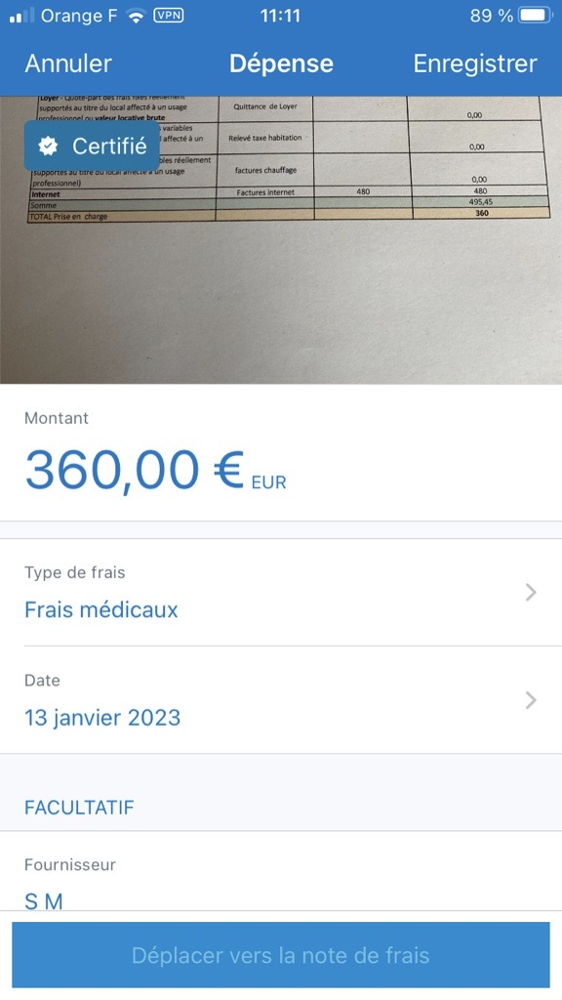 Orange F VPN 11:11 89 %
Annuler Dépense Enregistrer
Loyer - Quote-part des frais fixes réellement
supportés au titre du local affecté à un usage
professionnel ou valeur locative brute
Quittance de Loyer
0,00
variables
affecté à un
Relevé taxe habitation
0,00
Certifié
bles réellement
supportés au titre du local affecté à un usage
professionnel)
factures chauffage
0,00
Internet Factures internet 480 480
Somme 495,45
TOTAL Prise en charge 360
Montant
360,00 € EUR
Type de frais
Frais médicaux
Date
13 janvier 2023
FACULTATIF
Fournisseur
S M
Déplacer vers la note de frais